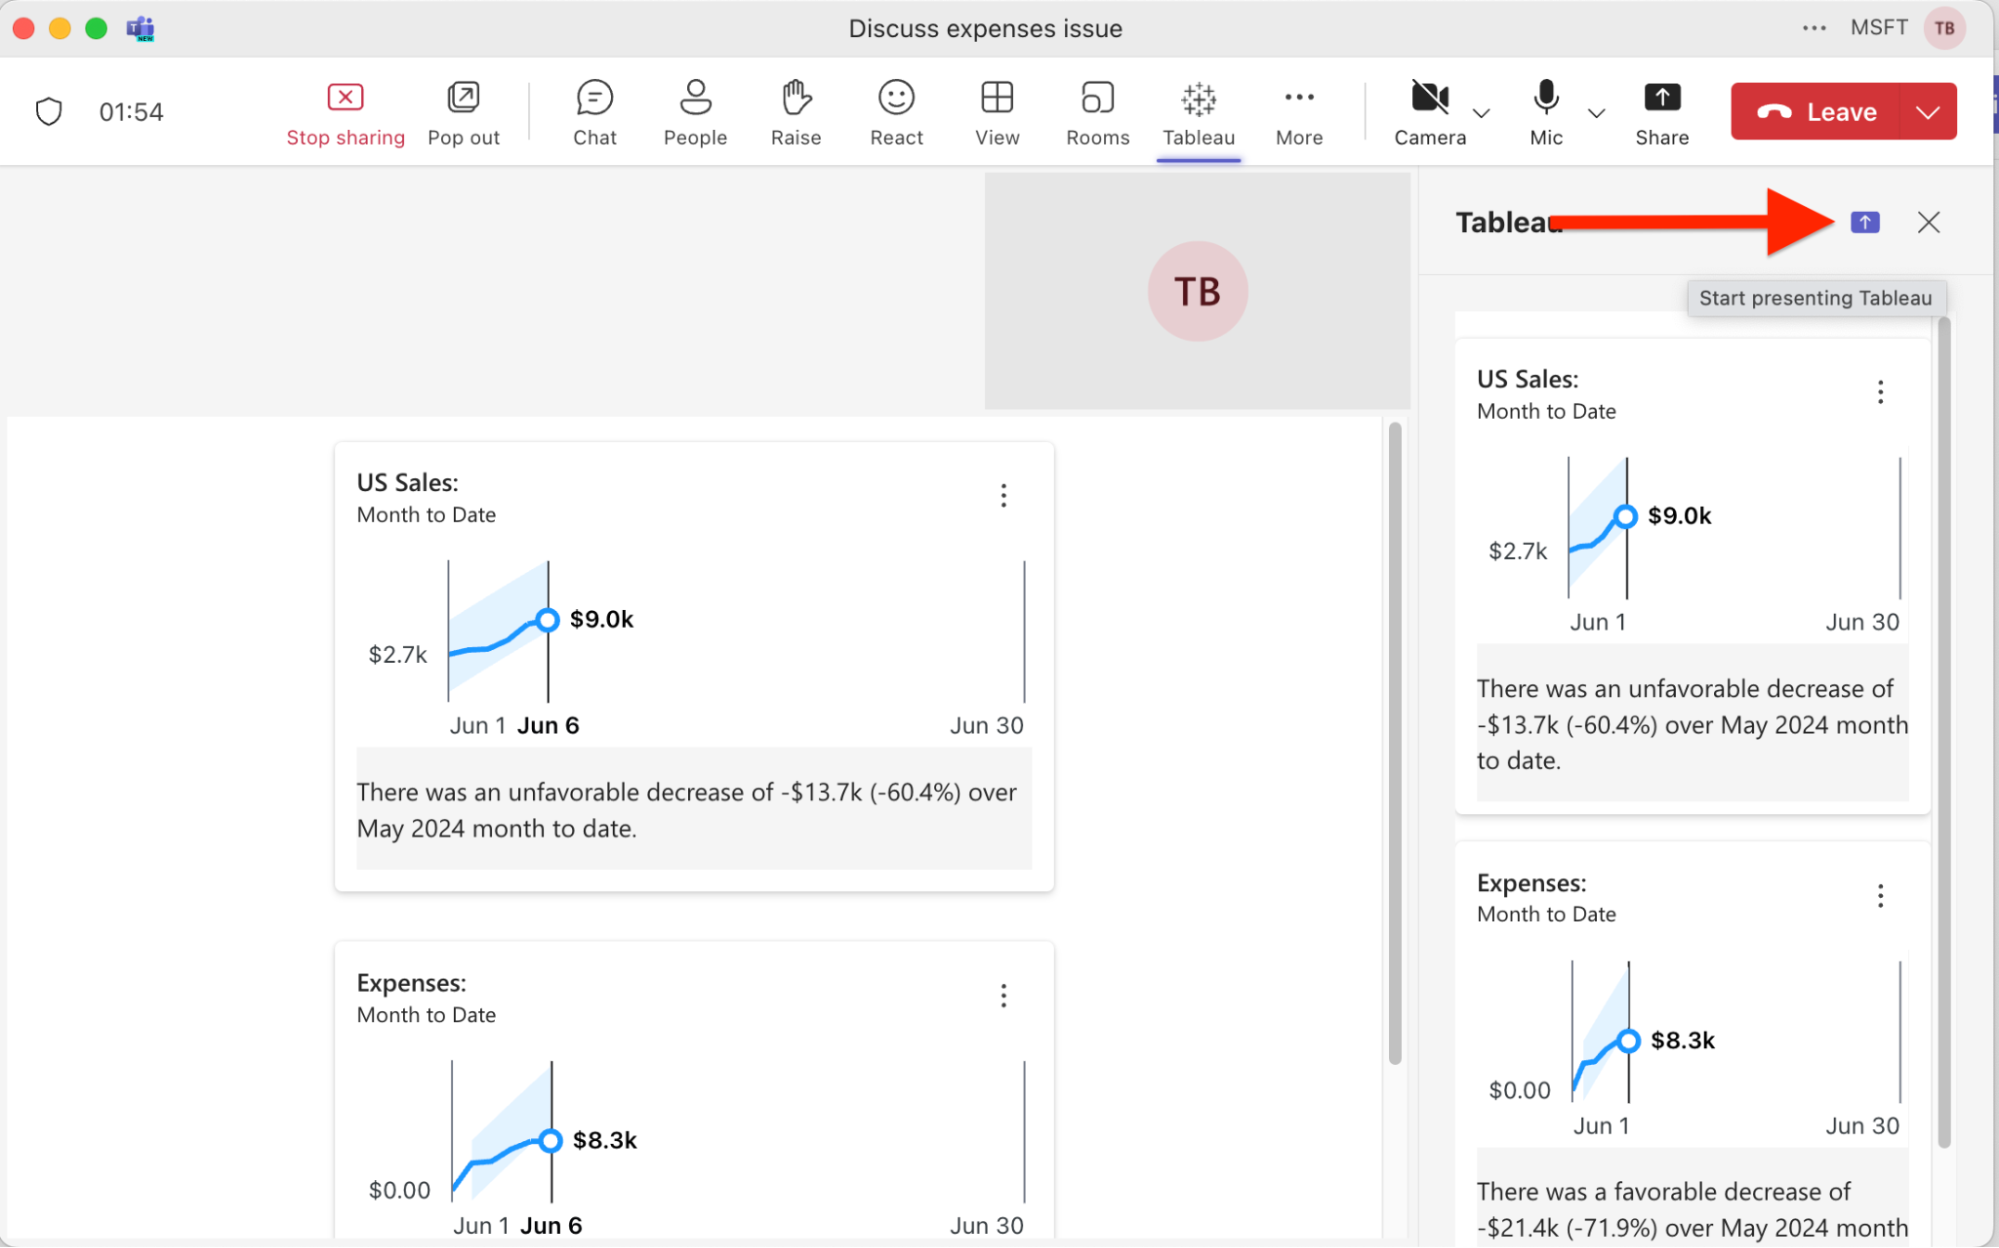 Discuss expenses issue
MSFT
TB
NEW
01:54
Stop sharing
Pop out
Chat
People
Raise
React
View
Rooms
Tableau
More
Camera
Mic
Share
Leave
TB
US Sales:
Month to Date
$9.0k
$2.7k
Jun 1 Jun 6
Jun 30
There was an unfavorable decrease of -$13.7k (-60.4%) over
May 2024 month to date.
Expenses:
Month to Date
$8.3k
$0.00
Jun 1 Jun 6
Jun 30
Tableau
Start presenting Tableau
US Sales:
Month to Date
$9.0k
$2.7k
Jun 1
Jun 30
There was an unfavorable decrease of
-$13.7k (-60.4%) over May 2024 month
to date.
Expenses:
Month to Date
$8.3k
$0.00
Jun 1
Jun 30
There was a favorable decrease of
-$21.4k (-71.9%) over May 2024 month